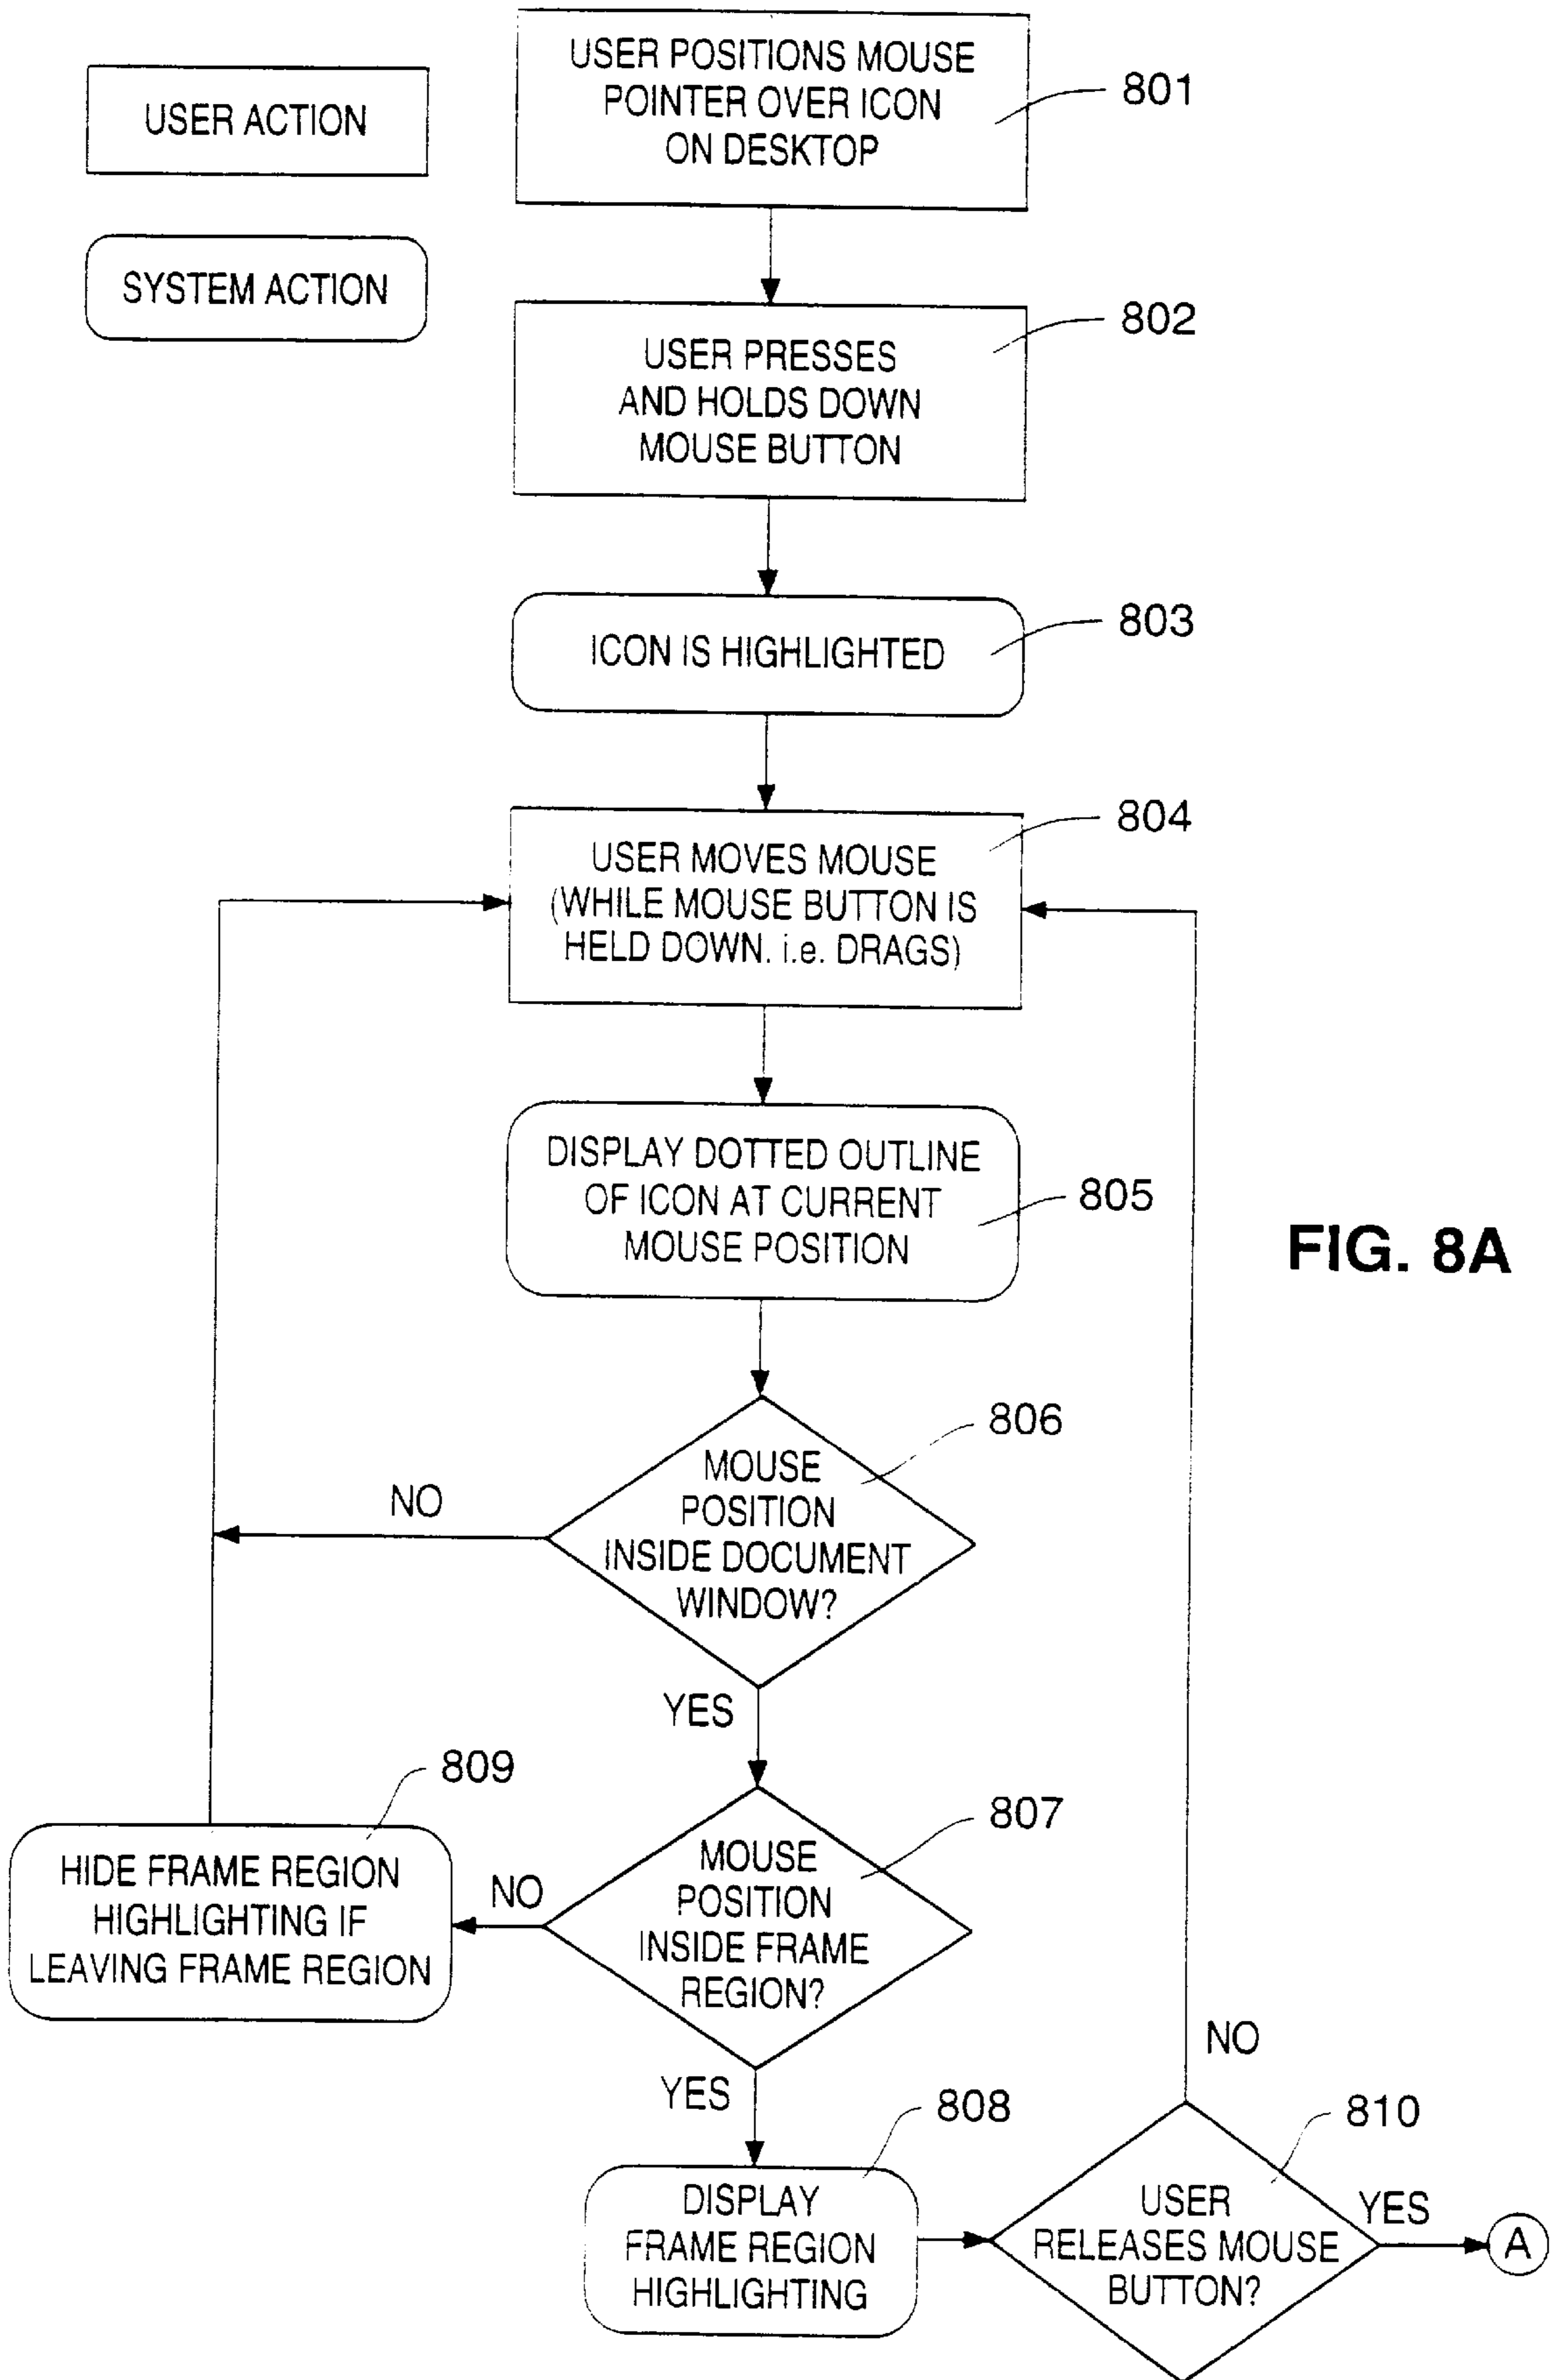 USER POSITIONS MOUSE
POINTER OVER ICON
ON DESKTOP
801
USER ACTION
SYSTEM ACTION
USER PRESSES
AND HOLDS DOWN
MOUSE BUTTON
802
ICON IS HIGHLIGHTED
803
USER MOVES MOUSE
(WHILE MOUSE BUTTON IS
HELD DOWN. i.e. DRAGS)
804
DISPLAY DOTTED OUTLINE
OF ICON AT CURRENT
MOUSE POSITION
805
FIG. 8A
MOUSE
POSITION
INSIDE DOCUMENT
WINDOW?
806
NO
YES
MOUSE
POSITION
INSIDE FRAME
REGION?
807
NO
HIDE FRAME REGION
HIGHLIGHTING IF
LEAVING FRAME REGION
809
YES
DISPLAY
FRAME REGION
HIGHLIGHTING
808
USER
RELEASES MOUSE
BUTTON?
810
NO
YES
A